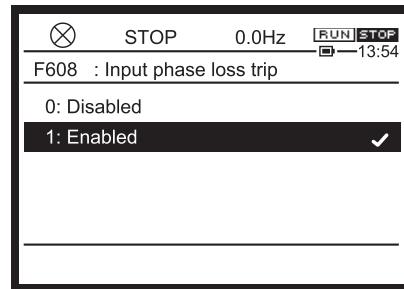 STOP 0.0Hz RUN STOP
13:54
F608 : Input phase loss trip
0: Disabled
1: Enabled